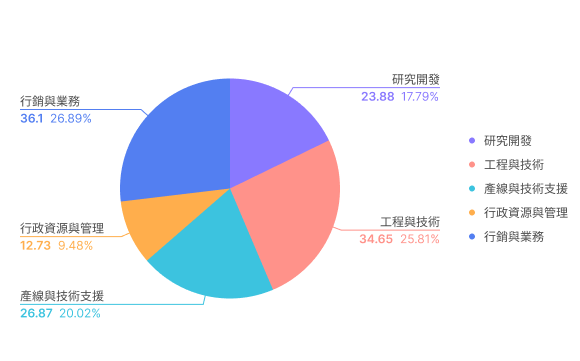 研究開發
23.88 17.79%
行銷與業務
36.1 26.89%
工程與技術
34.65 25.81%
行政資源與管理
12.73 9.48%
產線與技術支援
26.87 20.02%
研究開發
工程與技術
產線與技術支援
行政資源與管理
行銷與業務